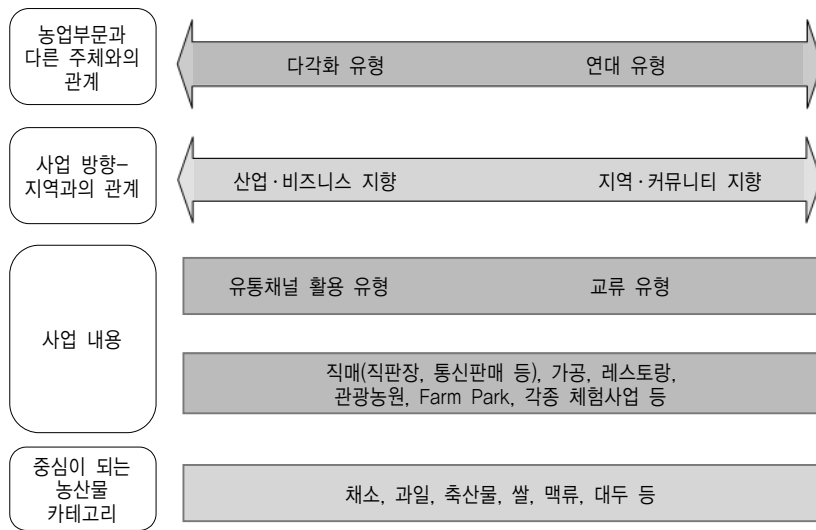 농업부문과
다른 주체와의
관계
다각화 유형
연대 유형
사업 방향–
지역과의 관계
산업·비즈니스 지향
지역·커뮤니티 지향
사업 내용
유통채널 활용 유형
교류 유형
직매(직판장, 통신판매 등), 가공, 레스토랑,
관광농원, Farm Park, 각종 체험사업 등
중심이 되는
농산물
카테고리
채소, 과일, 축산물, 쌀, 맥류, 대두 등